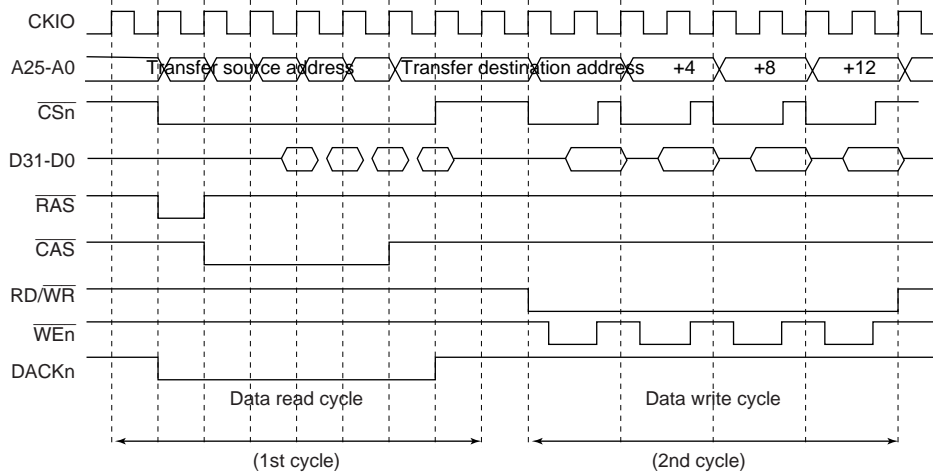 CKIO
A25-A0 Transfer source address Transfer destination address +4 +8 +12
CSn
D31-D0
RAS
CAS
RD/WR
WEn
DACKn
Data read cycle Data write cycle
(1st cycle) (2nd cycle)